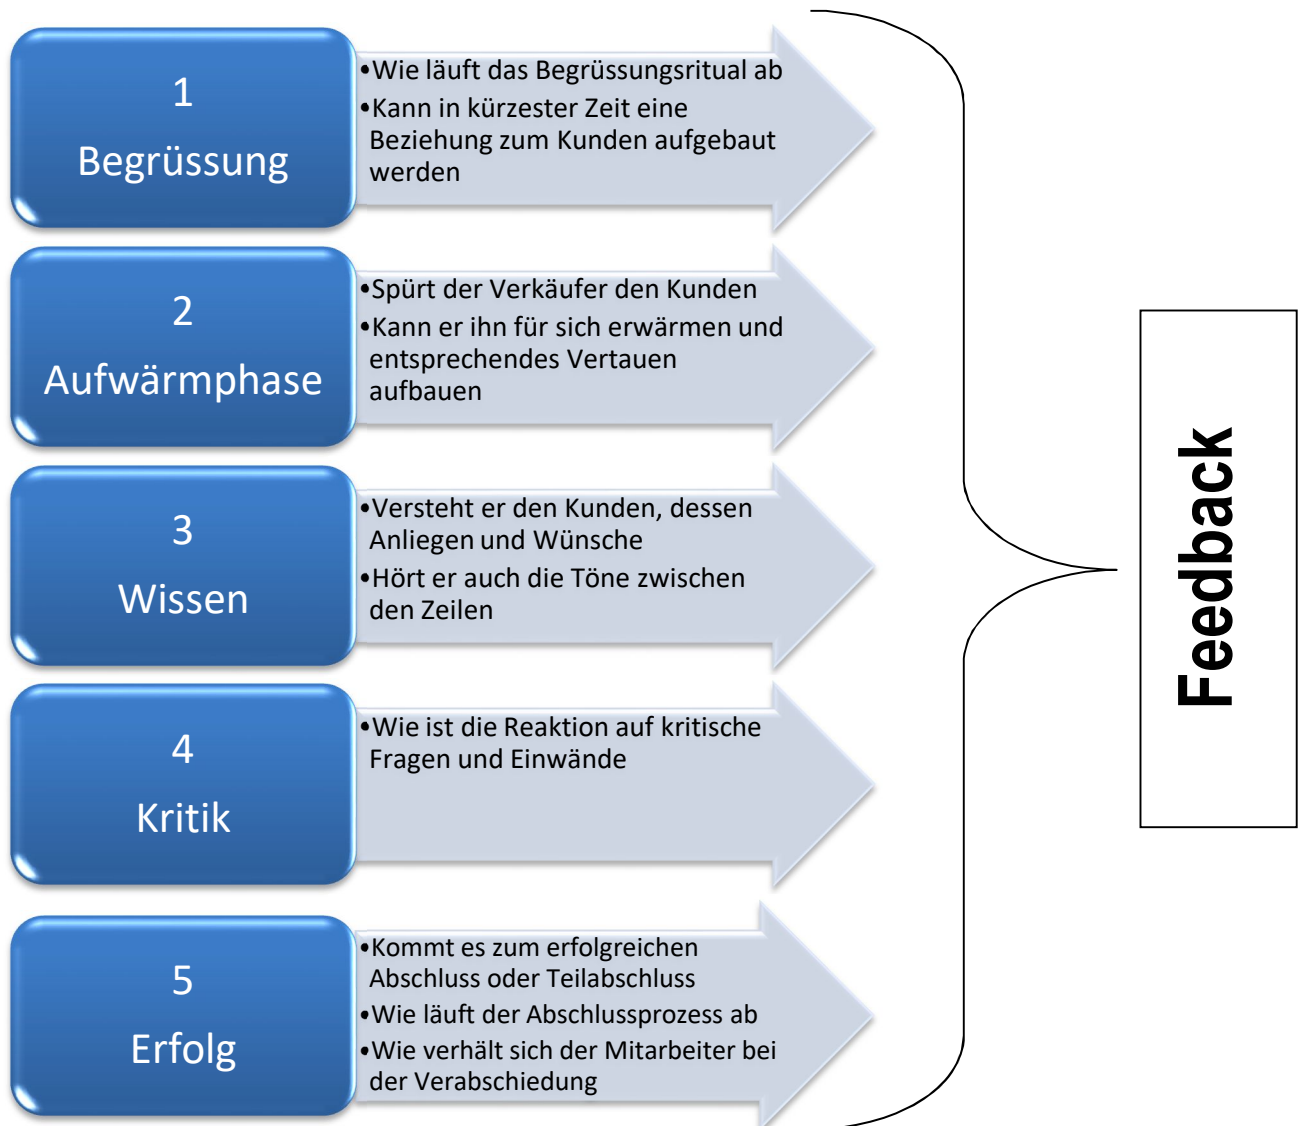 1
Begrüssung
•Wie läuft das Begrüssungsritual ab
•Kann in kürzester Zeit eine
Beziehung zum Kunden aufgebaut
werden
2
Aufwärmphase
•Spürt der Verkäufer den Kunden
•Kann er ihn für sich erwärmen und
entsprechendes Vertauen
aufbauen
3
Wissen
•Versteht er den Kunden, dessen
Anliegen und Wünsche
•Hört er auch die Töne zwischen
den Zeilen
4
Kritik
•Wie ist die Reaktion auf kritische
Fragen und Einwände
5
Erfolg
•Kommt es zum erfolgreichen
Abschluss oder Teilabschluss
•Wie läuft der Abschlussprozess ab
•Wie verhält sich der Mitarbeiter bei
der Verabschiedung
Feedback